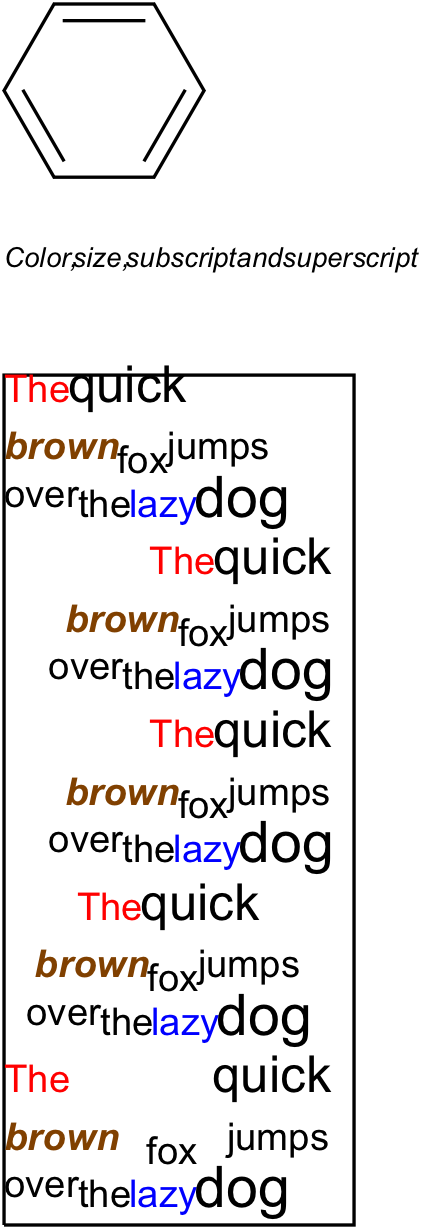 Color,size,subscriptandsuperscript
Thequick
brownfoxjumps
overthelazydog
Thequick
brownfoxjumps
overthelazydog
Thequick
brownfoxjumps
overthelazydog
Thequick
brownfoxjumps
overthelazydog
The quick
brown fox jumps
overthelazydog